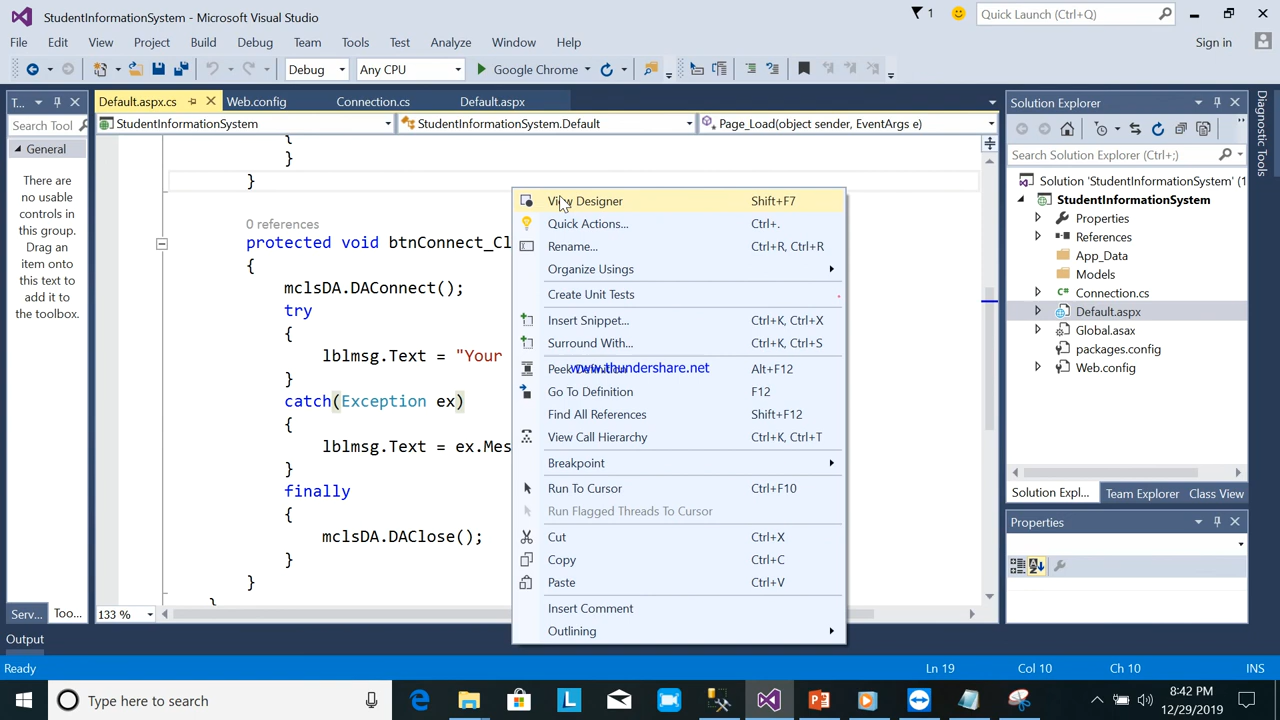 StudentInformationSystem - Microsoft Visual Studio
1
Quick Launch (Ctrl+Q)
File Edit View Project Build Debug Team Tools Test Analyze Window Help
Sign in
Debug Any CPU Google Chrome
T...
Default.aspx.cs Web.config Connection.cs Default.aspx
Search Tool
StudentInformationSystem StudentInformationSystem.Default Page_Load(object sender, EventArgs e)
General
There are
no usable
controls in
this group.
Drag an
item onto
this text to
add it to
the toolbox.
}
}
}
0 references
protected void btnConnect_Cl
{
mclsDA.DAConnect();
try
{
lblmsg.Text = "Your
}
catch(Exception ex)
{
lblmsg.Text = ex.Mes
}
finally
{
mclsDA.DAClose();
}
}
}
View Designer Shift+F7
Quick Actions... Ctrl+.
Rename... Ctrl+R, Ctrl+R
Organize Usings
Create Unit Tests
Insert Snippet... Ctrl+K, Ctrl+X
Surround With... Ctrl+K, Ctrl+S
Peek Definition Alt+F12
www.thundershare.net
Go To Definition F12
Find All References Shift+F12
View Call Hierarchy Ctrl+K, Ctrl+T
Breakpoint
Run To Cursor Ctrl+F10
Run Flagged Threads To Cursor
Cut Ctrl+X
Copy Ctrl+C
Paste Ctrl+V
Insert Comment
Outlining
Solution Explorer
Search Solution Explorer (Ctrl+;)
Solution 'StudentInformationSystem' (1
StudentInformationSystem
Properties
References
App_Data
Models
Connection.cs
Default.aspx
Global.asax
packages.config
Web.config
Solution Expl... Team Explorer Class View
Properties
Diagnostic Tools
133 %
Serv... Too...
Output
Ready Ln 19 Col 10 Ch 10 INS
Type here to search
8:42 PM
12/29/2019